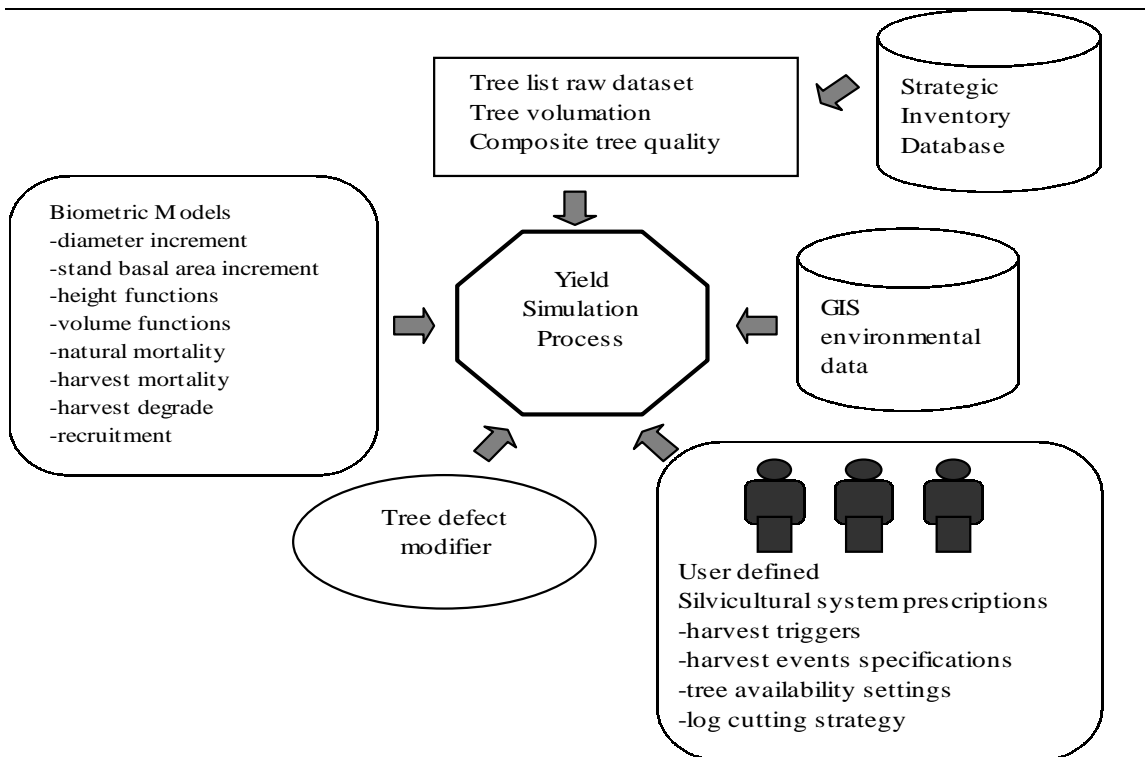 Tree list raw dataset
Tree volumation
Composite tree quality
Strategic
Inventory
Database
Biometric Models
-diameter increment
-stand basal area increment
-height functions
-volume functions
-natural mortality
-harvest mortality
-harvest degrade
-recruitment
Yield
Simulation
Process
GIS
environmental
data
Tree defect
modifier
User defined
Silvicultural system prescriptions
-harvest triggers
-harvest events specifications
-tree availability settings
-log cutting strategy